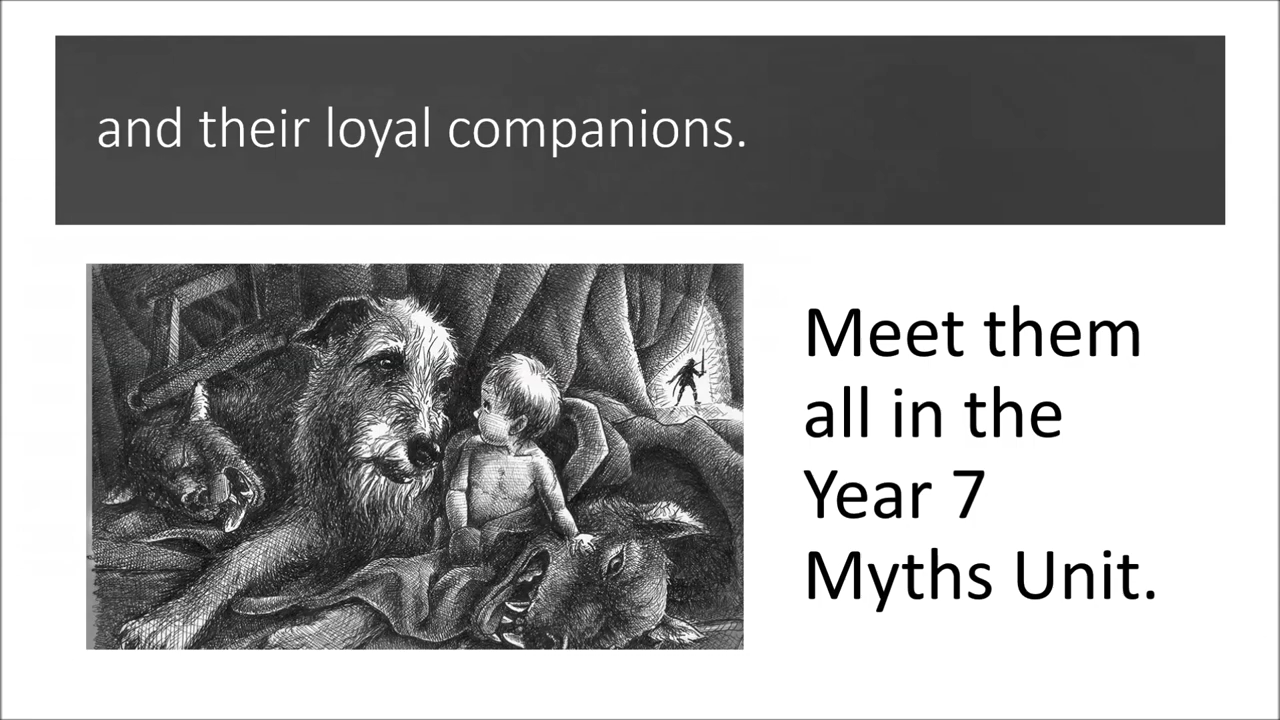 and their loyal companions.
Meet them
all in the
Year 7
Myths Unit.